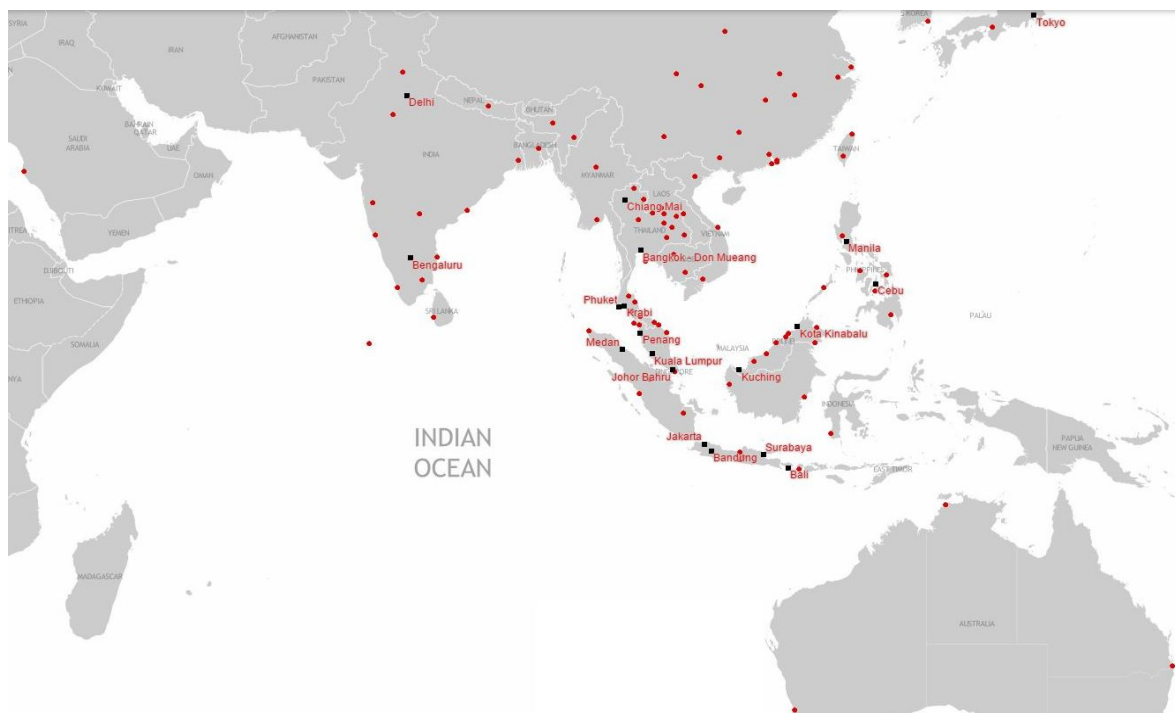 SYRIA
IRAQ
IRAN
AFGHANISTAN
PAKISTAN
KUWAIT
BAHRAIN
QATAR
SAUDI
ARABIA
UAE
OMAN
YEMEN
DJIBOUTI
ETHIOPIA
SOMALIA
S KOREA
Tokyo
Delhi
NEPAL
BHUTAN
BANGLADESH
INDIA
MYANMAR
LAOS
TAIWAN
Chiang Mai
THAILAND
VIETNAM
Bangkok - Don Mueang
Bengaluru
SRI LANKA
Manila
PHILIPPINES
Cebu
PALAU
Phuket
Krabi
Penang
Kota Kinabalu
Medan
MALAYSIA
Kuala Lumpur
Johor Bahru
Kuching
INDONESIA
INDIAN
OCEAN
Jakarta
Surabaya
Bandung
Bali
EAST TIMOR
PAPUA
NEW GUINEA
MADAGASCAR
AUSTRALIA